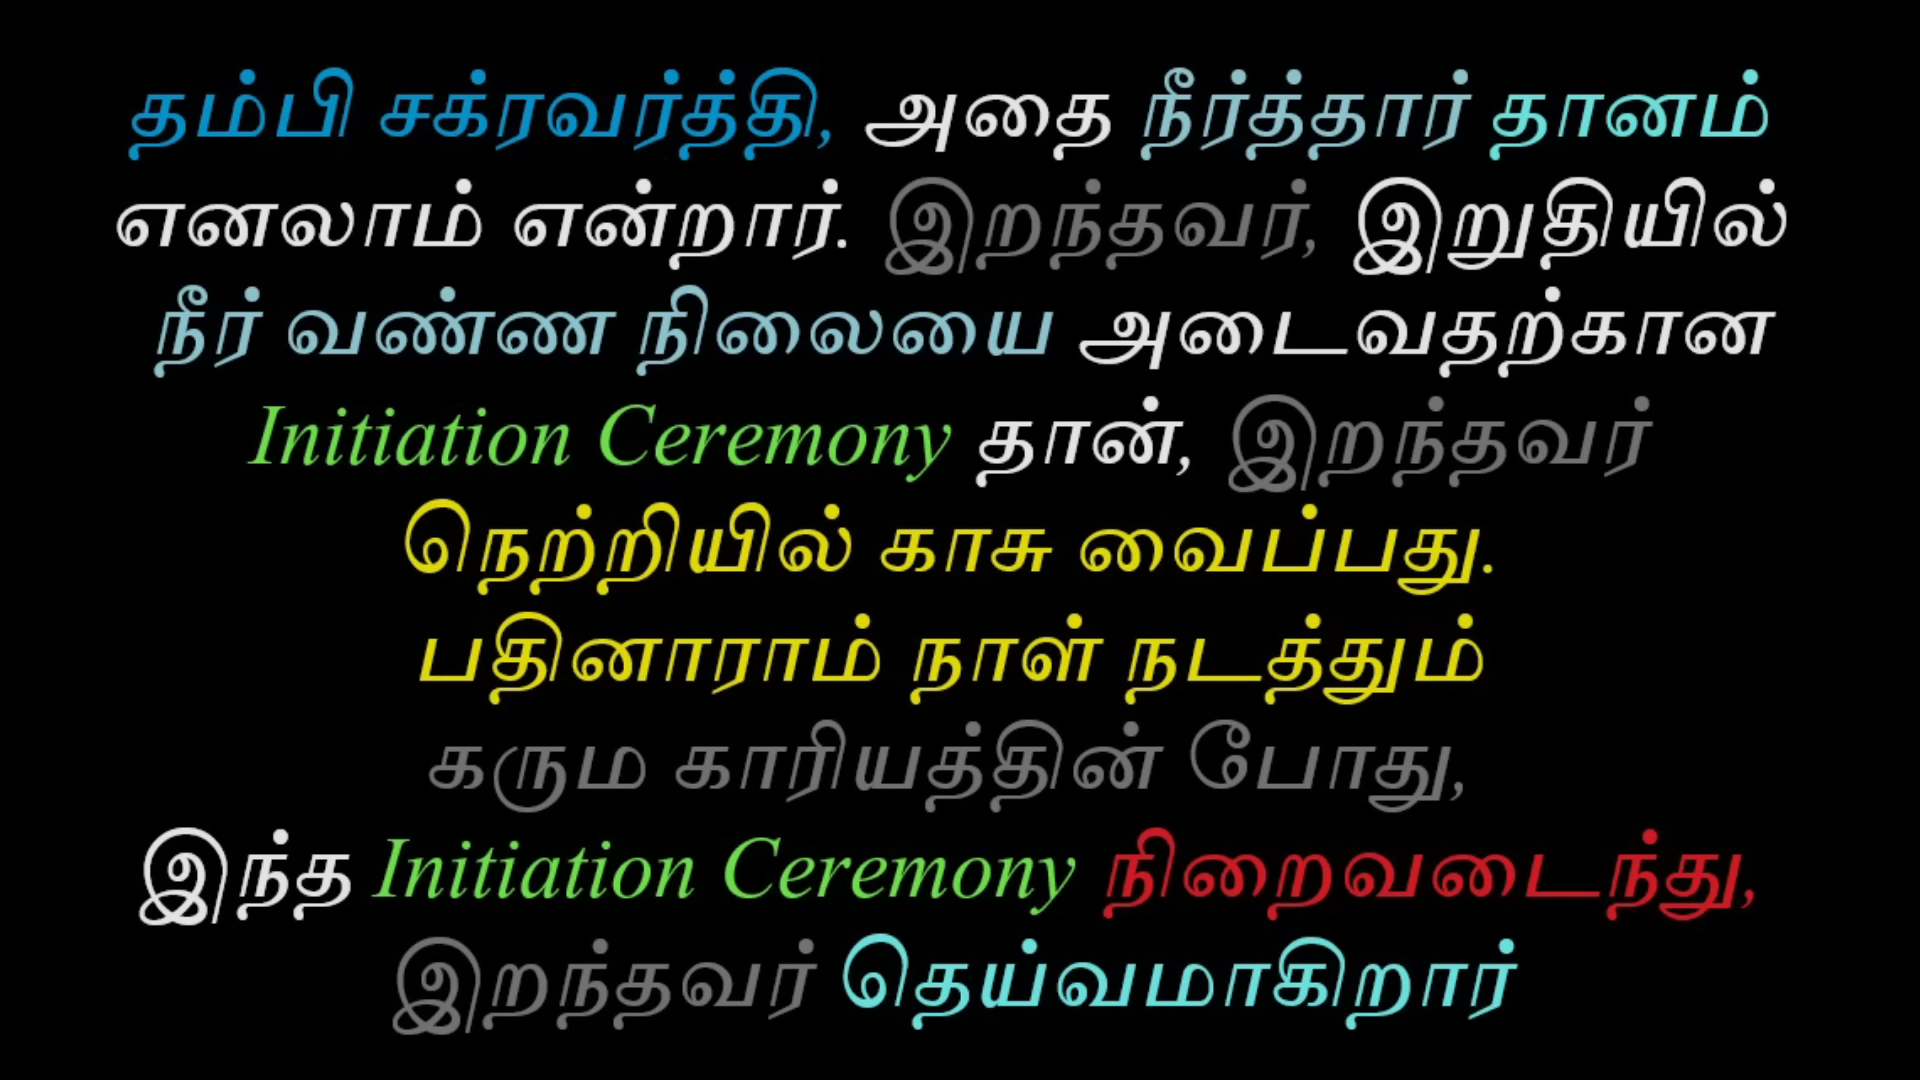 தம்பி சக்ரவர்த்தி, அதை நீர்த்தார் தானம்
எனலாம் என்றார். இறந்தவர், இறுதியில்
நீர் வண்ண நிலையை அடைவதற்கான
Initiation Ceremony தான், இறந்தவர்
நெற்றியில் காசு வைப்பது.
பதினாராம் நாள் நடத்தும்
கரும காரியத்தின் போது,
இந்த Initiation Ceremony நிறைவடைந்து,
இறந்தவர் தெய்வமாகிறார்